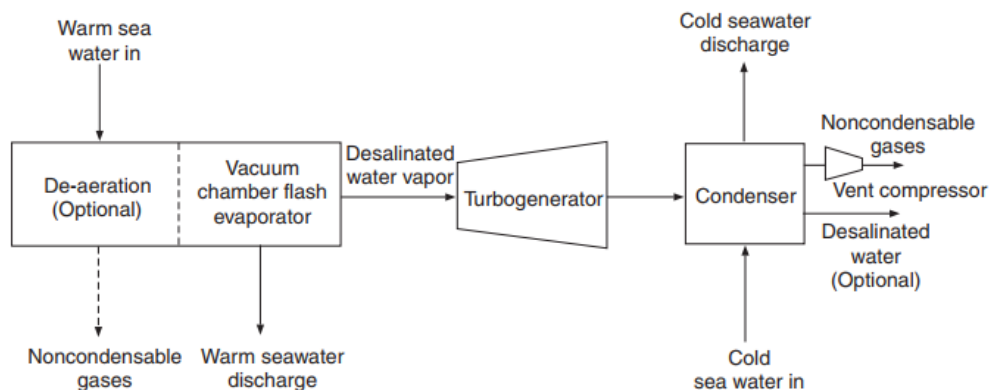 Warm sea
water in
Cold seawater
discharge
De-aeration
(Optional)
Vacuum
chamber flash
evaporator
Desalinated
water vapor
Turbogenerator
Condenser
Noncondensable
gases
Vent compressor
Desalinated
water
(Optional)
Noncondensable
gases
Warm seawater
discharge
Cold
sea water in